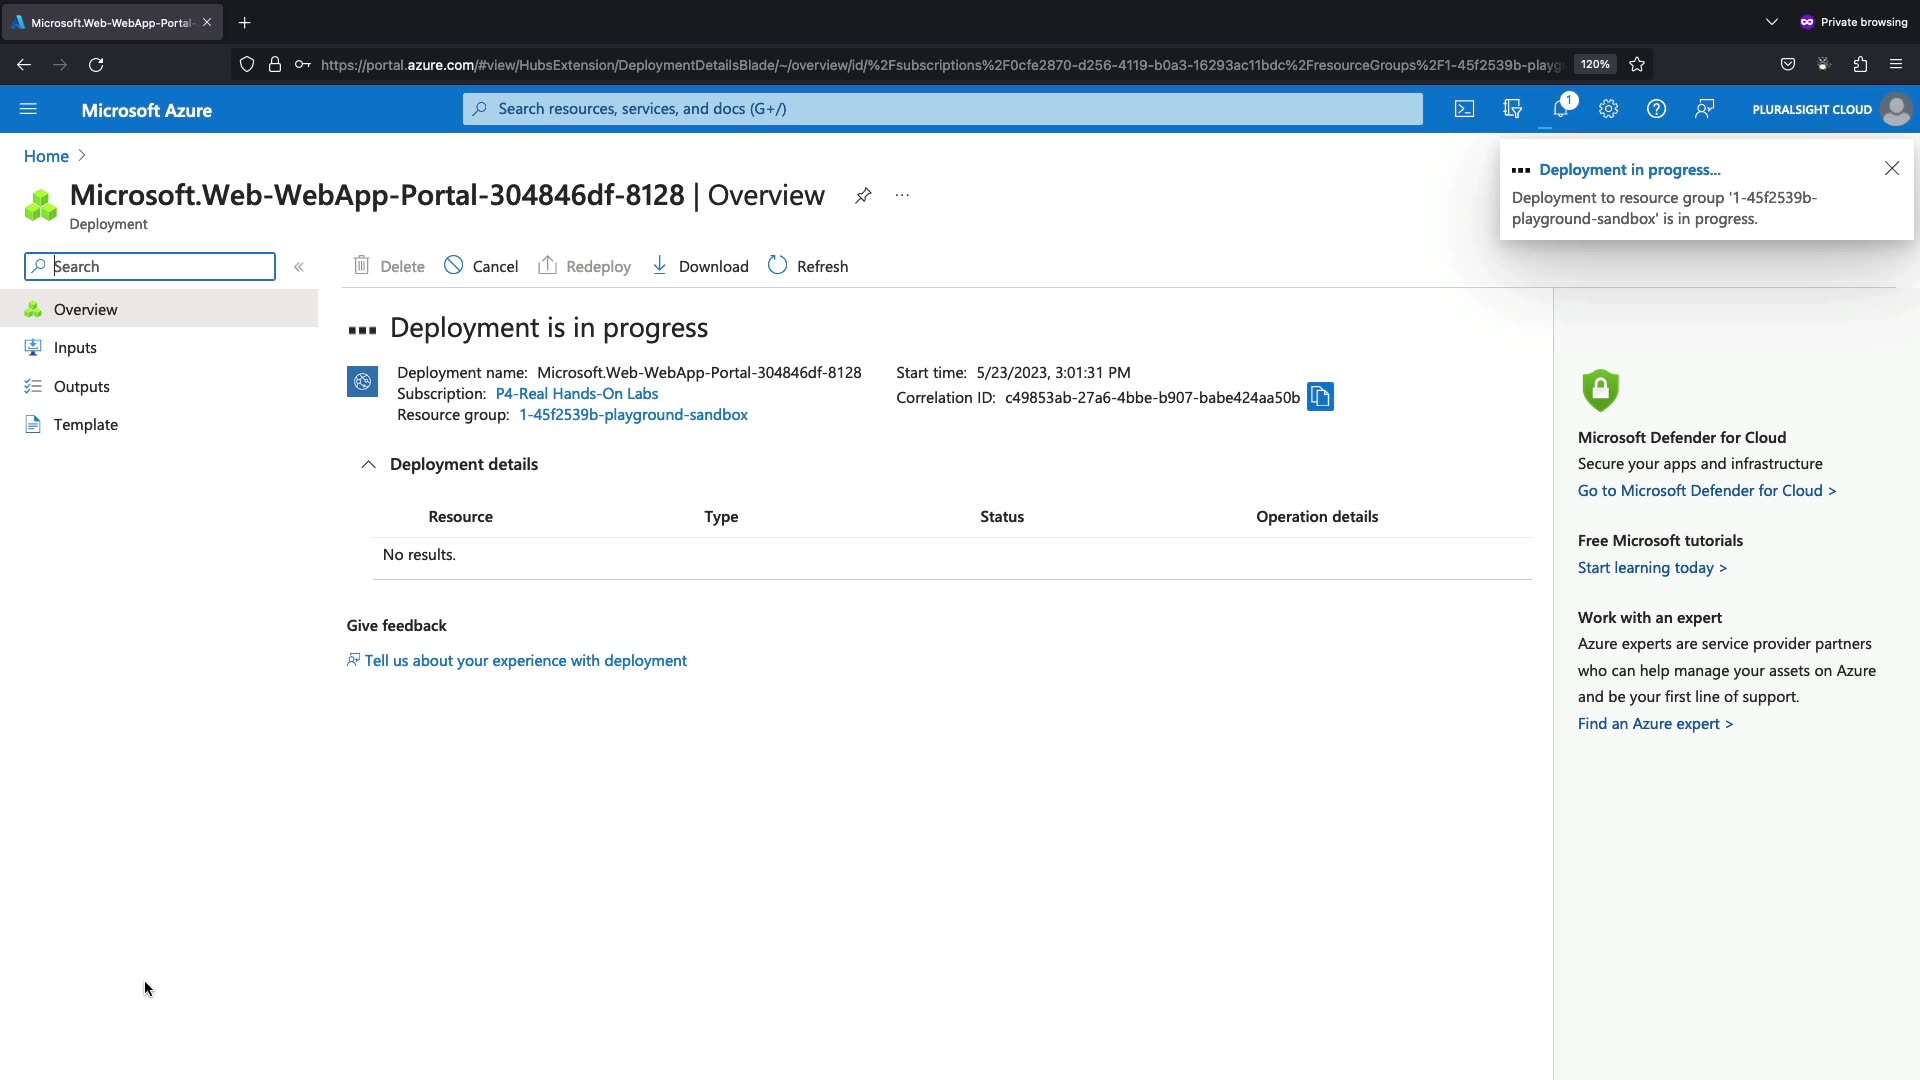 Microsoft.Web-WebApp-Portal-
Private browsing
https://portal.azure.com/#view/HubsExtension/DeploymentDetailsBlade/~/overview/id/%2Fsubscriptions%2F0cfe2870-d256-4119-b0a3-16293ac11bdc%2FresourceGroups%2F1-45f2539b-playg
120%
Microsoft Azure
Search resources, services, and docs (G+/)
1
PLURALSIGHT CLOUD
Home >
Microsoft.Web-WebApp-Portal-304846df-8128 | Overview
Deployment
Deployment in progress...
Deployment to resource group '1-45f2539b-
playground-sandbox' is in progress.
Search
Delete Cancel Redeploy Download Refresh
Overview
Inputs
Outputs
Template
Deployment is in progress
Deployment name: Microsoft.Web-WebApp-Portal-304846df-8128
Subscription: P4-Real Hands-On Labs
Resource group: 1-45f2539b-playground-sandbox
Start time: 5/23/2023, 3:01:31 PM
Correlation ID: c49853ab-27a6-4bbe-b907-babe424aa50b
Deployment details
Resource Type Status Operation details
No results.
Give feedback
Tell us about your experience with deployment
Microsoft Defender for Cloud
Secure your apps and infrastructure
Go to Microsoft Defender for Cloud >
Free Microsoft tutorials
Start learning today >
Work with an expert
Azure experts are service provider partners
who can help manage your assets on Azure
and be your first line of support.
Find an Azure expert >